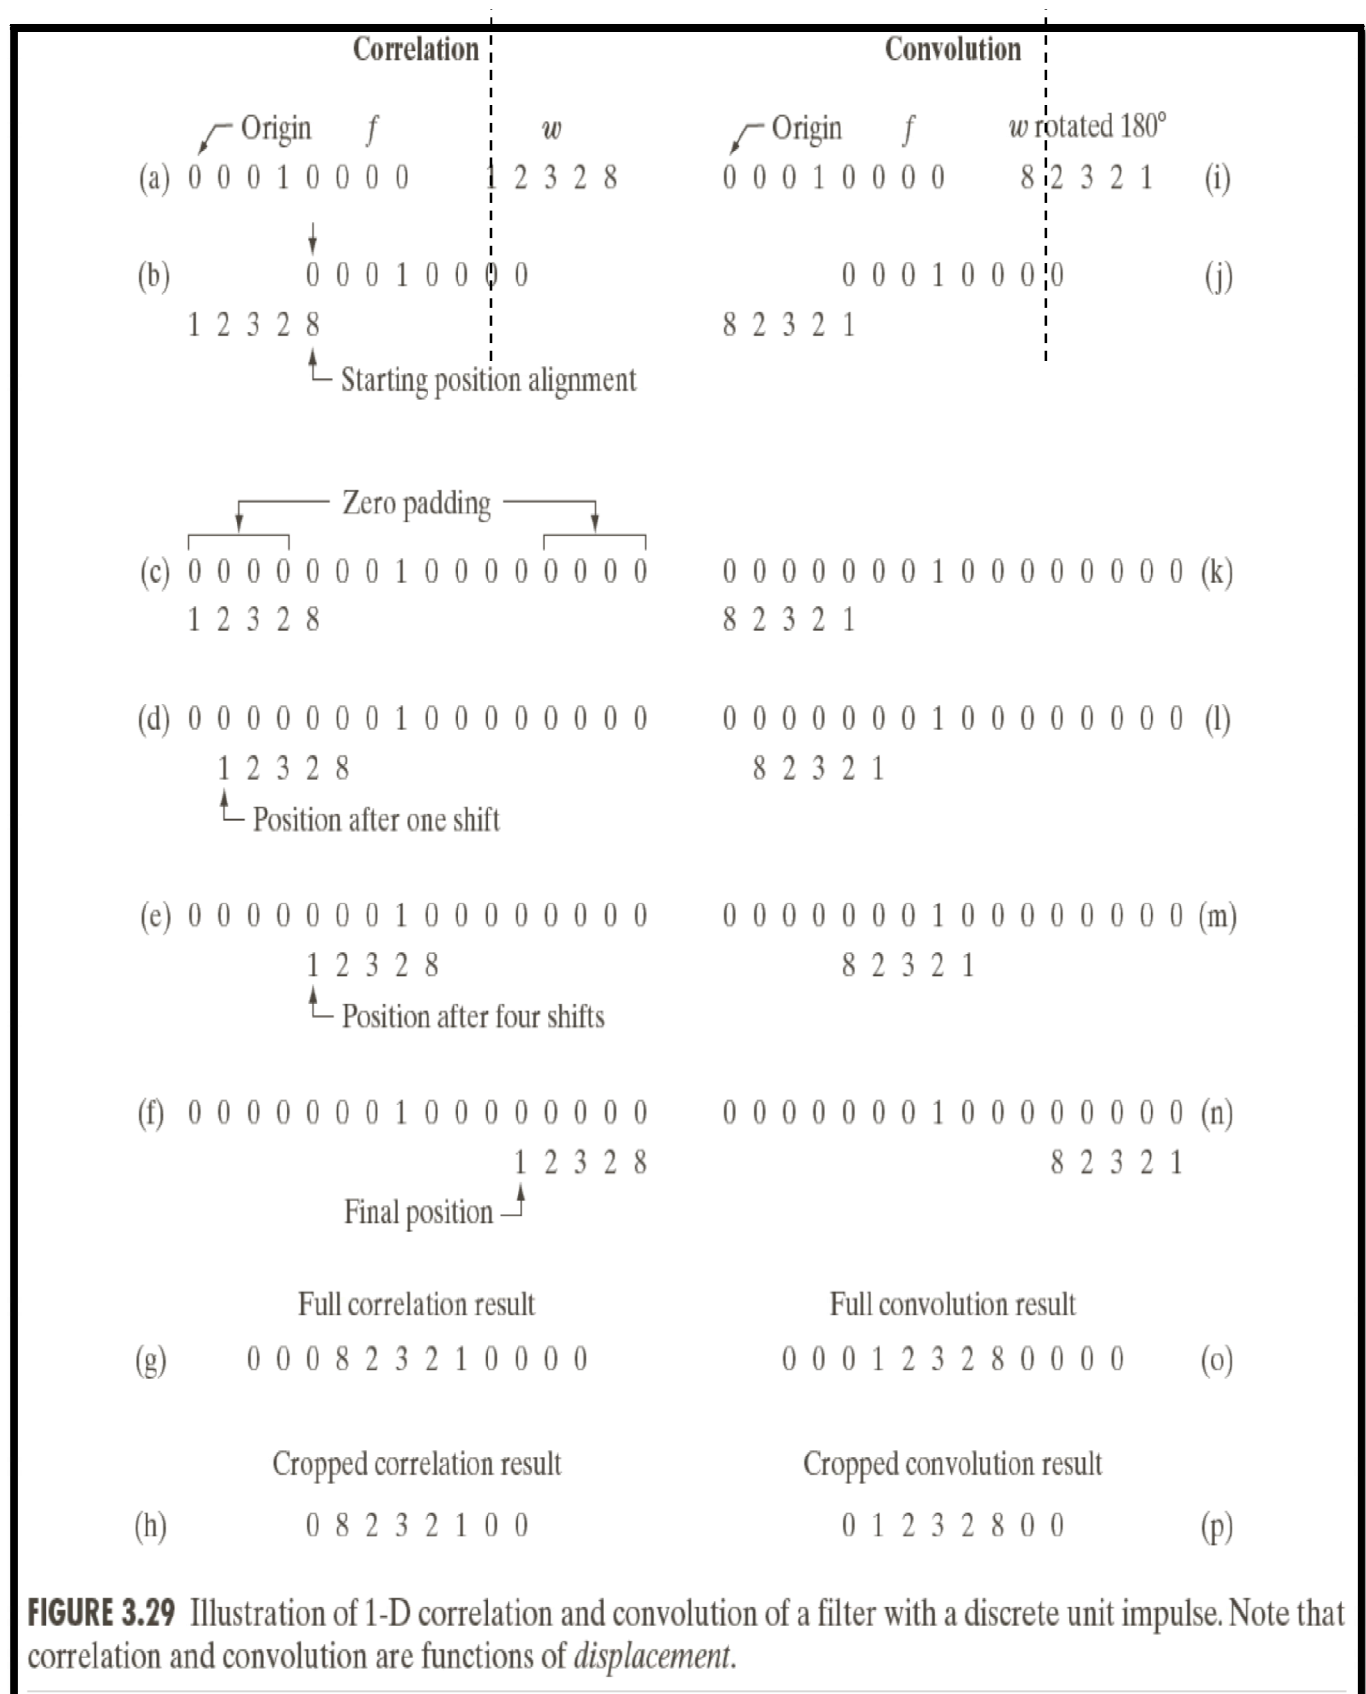 Correlation Convolution
Origin f w Origin f w rotated 180°
(a) 0 0 0 1 0 0 0 0 1 2 3 2 8 0 0 0 1 0 0 0 0 8 2 3 2 1 (i)
(b) 0 0 0 1 0 0 0 0 0 0 0 1 0 0 0 0 (j)
1 2 3 2 8 8 2 3 2 1
Starting position alignment
Zero padding
(c) 0 0 0 0 0 0 0 1 0 0 0 0 0 0 0 0 0 0 0 0 0 0 0 1 0 0 0 0 0 0 0 0 (k)
1 2 3 2 8 8 2 3 2 1
(d) 0 0 0 0 0 0 0 1 0 0 0 0 0 0 0 0 0 0 0 0 0 0 0 1 0 0 0 0 0 0 0 0 (l)
1 2 3 2 8 8 2 3 2 1
Position after one shift
(e) 0 0 0 0 0 0 0 1 0 0 0 0 0 0 0 0 0 0 0 0 0 0 0 1 0 0 0 0 0 0 0 0 (m)
1 2 3 2 8 8 2 3 2 1
Position after four shifts
(f) 0 0 0 0 0 0 0 1 0 0 0 0 0 0 0 0 0 0 0 0 0 0 0 1 0 0 0 0 0 0 0 0 (n)
1 2 3 2 8 8 2 3 2 1
Final position
Full correlation result Full convolution result
(g) 0 0 0 8 2 3 2 1 0 0 0 0 0 0 0 1 2 3 2 8 0 0 0 0 (o)
Cropped correlation result Cropped convolution result
(h) 0 8 2 3 2 1 0 0 0 1 2 3 2 8 0 0 (p)
FIGURE 3.29 Illustration of 1-D correlation and convolution of a filter with a discrete unit impulse. Note that
correlation and convolution are functions of displacement.